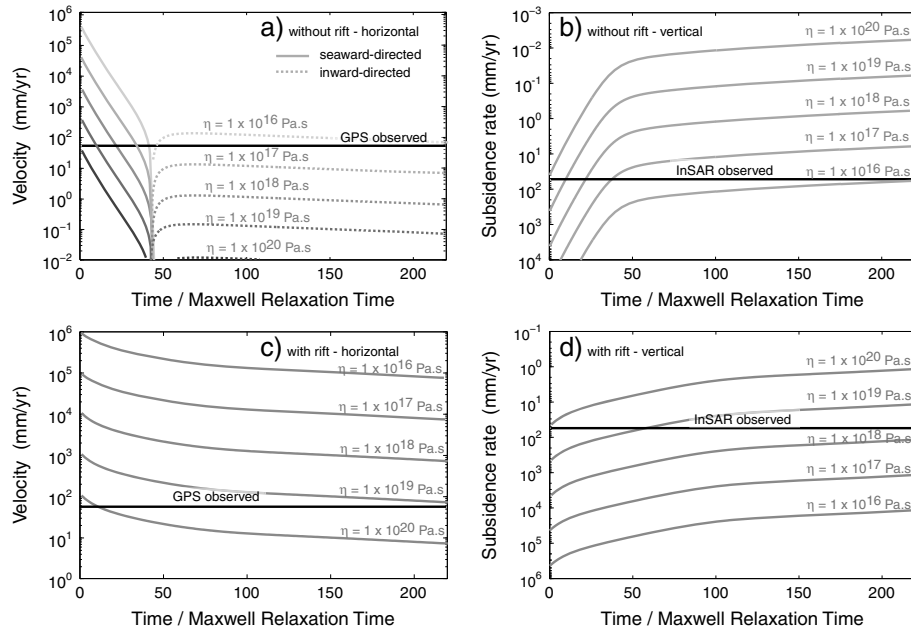 a) without rift - horizontal
seaward-directed
inward-directed
η = 1 x 10^16 Pa.s
GPS observed
η = 1 x 10^17 Pa.s
η = 1 x 10^18 Pa.s
η = 1 x 10^19 Pa.s
η = 1 x 10^20 Pa.s
Velocity (mm/yr)
10^6
10^5
10^4
10^3
10^2
10^1
10^0
10^-1
10^-2
0 50 100 150 200
Time / Maxwell Relaxation Time
b) without rift - vertical
η = 1 x 10^20 Pa.s
η = 1 x 10^19 Pa.s
η = 1 x 10^18 Pa.s
η = 1 x 10^17 Pa.s
InSAR observed
η = 1 x 10^16 Pa.s
Subsidence rate (mm/yr)
10^-3
10^-2
10^-1
10^0
10^1
10^2
10^3
10^4
0 50 100 150 200
Time / Maxwell Relaxation Time
c) with rift - horizontal
η = 1 x 10^16 Pa.s
η = 1 x 10^17 Pa.s
η = 1 x 10^18 Pa.s
η = 1 x 10^19 Pa.s
GPS observed
η = 1 x 10^20 Pa.s
Velocity (mm/yr)
10^6
10^5
10^4
10^3
10^2
10^1
10^0
0 50 100 150 200
Time / Maxwell Relaxation Time
d) with rift - vertical
η = 1 x 10^20 Pa.s
η = 1 x 10^19 Pa.s
InSAR observed
η = 1 x 10^18 Pa.s
η = 1 x 10^17 Pa.s
η = 1 x 10^16 Pa.s
Subsidence rate (mm/yr)
10^-1
10^0
10^1
10^2
10^3
10^4
10^5
10^6
0 50 100 150 200
Time / Maxwell Relaxation Time